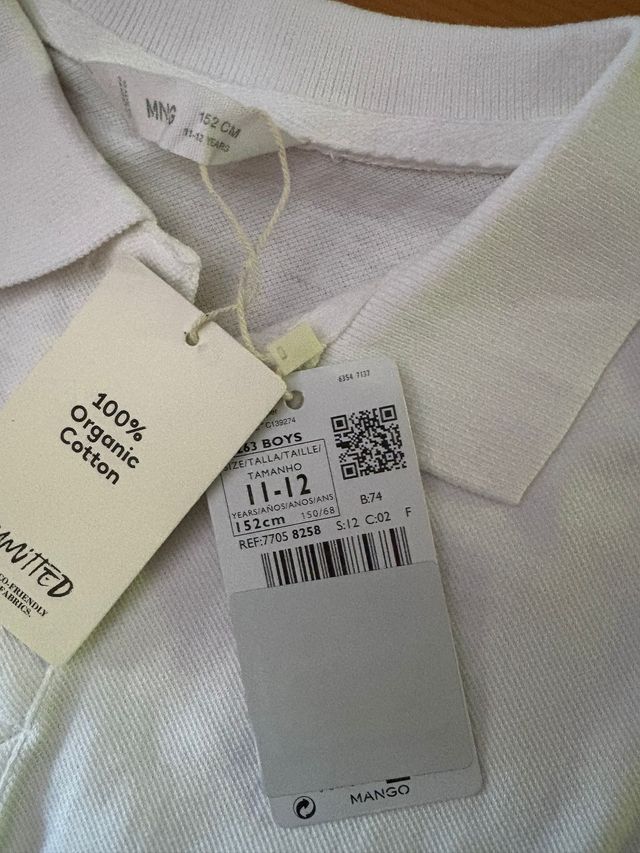 MNG
152 CM
11-12 YEARS
100%
Organic
Cotton
CO-FRIENDLY
FABRICS.
6354 7137
C139274
263 BOYS
SIZE/TALLA/TAILLE/
TAMANHO
11-12
YEARS/AÑOS/ANOS/ANS
152cm 150/68
B:74
REF:7705 8258 S:12 C:02 F
MANGO